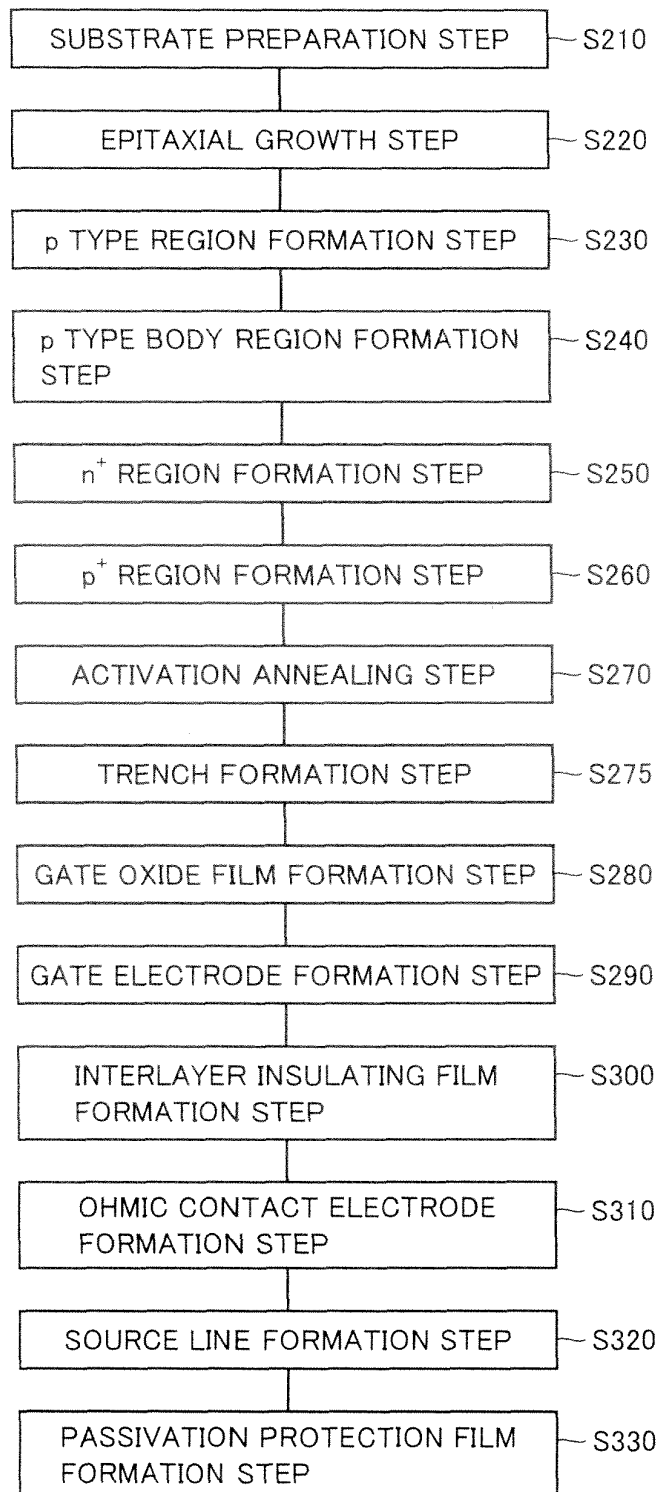 SUBSTRATE PREPARATION STEP S210
EPITAXIAL GROWTH STEP S220
p TYPE REGION FORMATION STEP S230
p TYPE BODY REGION FORMATION S240
STEP
n⁺ REGION FORMATION STEP S250
p⁺ REGION FORMATION STEP S260
ACTIVATION ANNEALING STEP S270
TRENCH FORMATION STEP S275
GATE OXIDE FILM FORMATION STEP S280
GATE ELECTRODE FORMATION STEP S290
INTERLAYER INSULATING FILM S300
FORMATION STEP
OHMIC CONTACT ELECTRODE S310
FORMATION STEP
SOURCE LINE FORMATION STEP S320
PASSIVATION PROTECTION FILM S330
FORMATION STEP